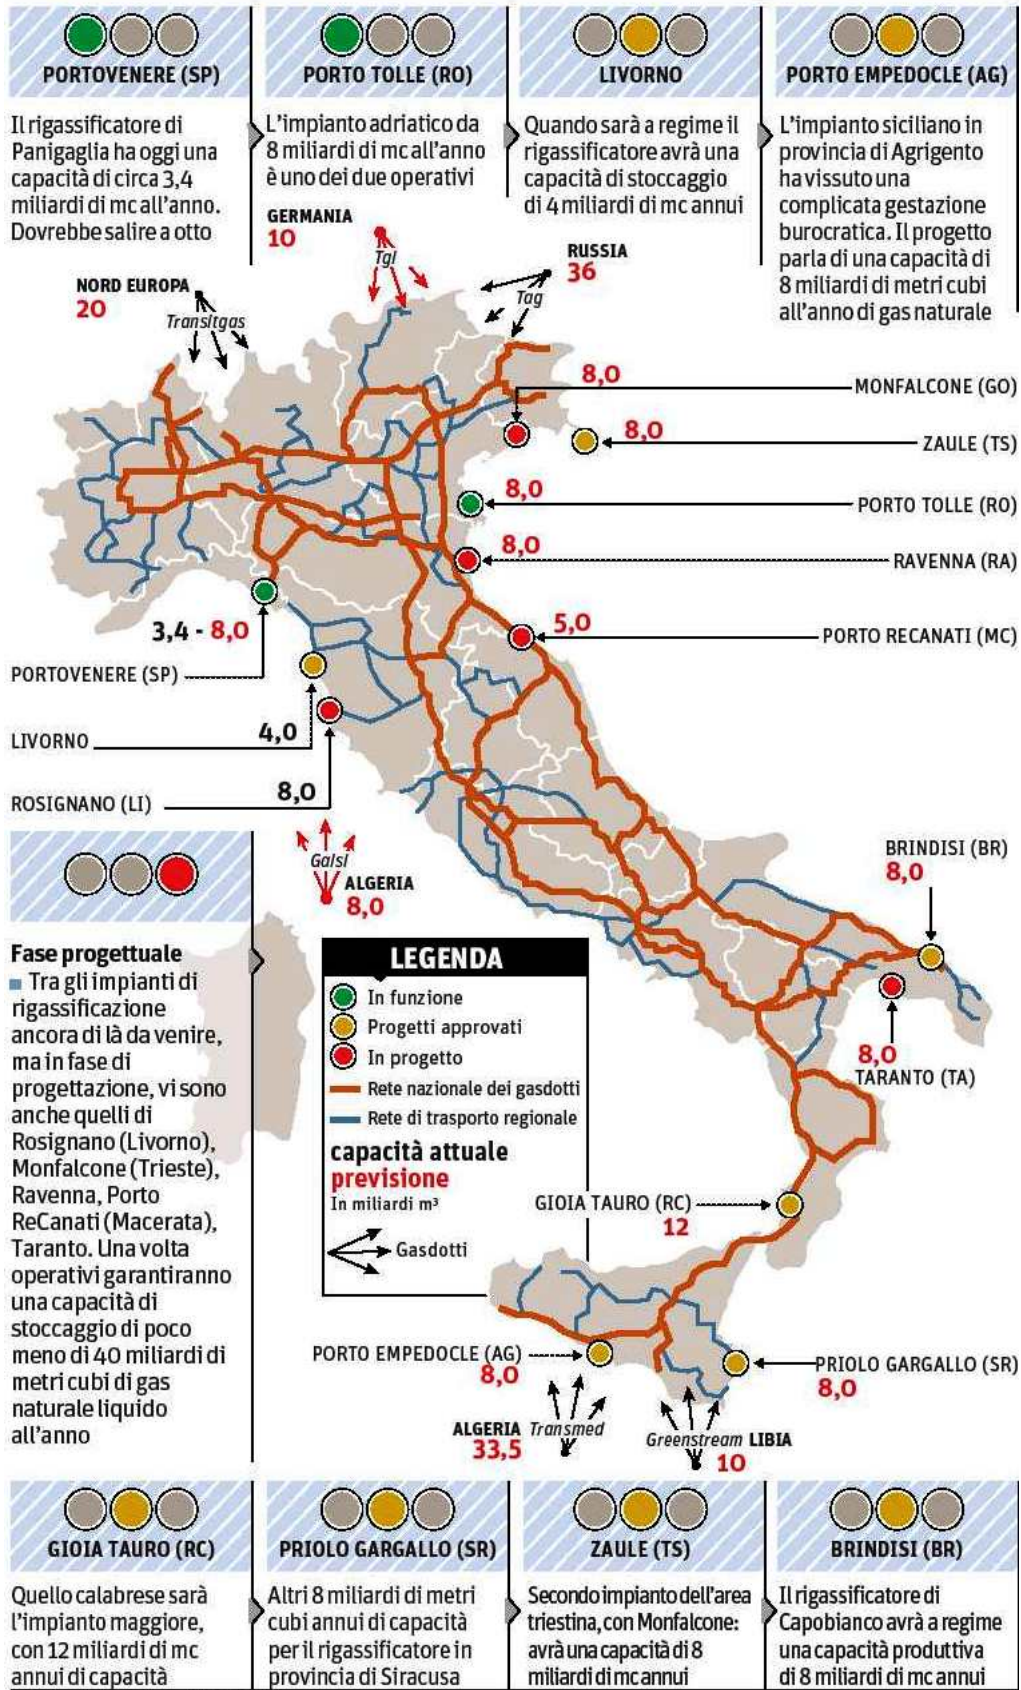 PORTOVENERE (SP)
Il rigassificatore di
Panigaglia ha oggi una
capacità di circa 3,4
miliardi di mc all'anno.
Dovrebbe salire a otto
PORTO TOLLE (RO)
L'impianto adriatico da
8 miliardi di mc all'anno
è uno dei due operativi
LIVORNO
Quando sarà a regime il
rigassificatore avrà una
capacità di stoccaggio
di 4 miliardi di mc annui
PORTO EMPEDOCLE (AG)
L'impianto siciliano in
provincia di Agrigento
ha vissuto una
complicata gestazione
burocratica. Il progetto
parla di una capacità di
8 miliardi di metri cubi
all'anno di gas naturale
GERMANIA
10
Tgl
RUSSIA
36
Tag
NORD EUROPA
20
Transitgas
8,0
MONFALCONE (GO)
8,0
ZAULE (TS)
8,0
PORTO TOLLE (RO)
8,0
RAVENNA (RA)
5,0
PORTO RECANATI (MC)
3,4 - 8,0
PORTOVENERE (SP)
4,0
LIVORNO
8,0
ROSIGNANO (LI)
Galsi
ALGERIA
8,0
BRINDISI (BR)
8,0
8,0
TARANTO (TA)
Fase progettuale
Tra gli impianti di
rigassificazione
ancora di là da venire,
ma in fase di
progettazione, vi sono
anche quelli di
Rosignano (Livorno),
Monfalcone (Trieste),
Ravenna, Porto
ReCanati (Macerata),
Taranto. Una volta
operativi garantiranno
una capacità di
stoccaggio di poco
meno di 40 miliardi di
metri cubi di gas
naturale liquido
all'anno
LEGENDA
In funzione
Progetti approvati
In progetto
Rete nazionale dei gasdotti
Rete di trasporto regionale
capacità attuale
previsione
In miliardi m³
Gasdotti
GIOIA TAURO (RC)
12
PORTO EMPEDOCLE (AG)
8,0
PRIOLO GARGALLO (SR)
8,0
ALGERIA Transmed
33,5
Greenstream LIBIA
10
GIOIA TAURO (RC)
Quello calabrese sarà
l'impianto maggiore,
con 12 miliardi di mc
annui di capacità
PRIOLO GARGALLO (SR)
Altri 8 miliardi di metri
cubi annui di capacità
per il rigassificatore in
provincia di Siracusa
ZAULE (TS)
Secondo impianto dell'area
triestina, con Monfalcone:
avrà una capacità di 8
miliardi di mc annui
BRINDISI (BR)
Il rigassificatore di
Capobianco avrà a regime
una capacità produttiva
di 8 miliardi di mc annui